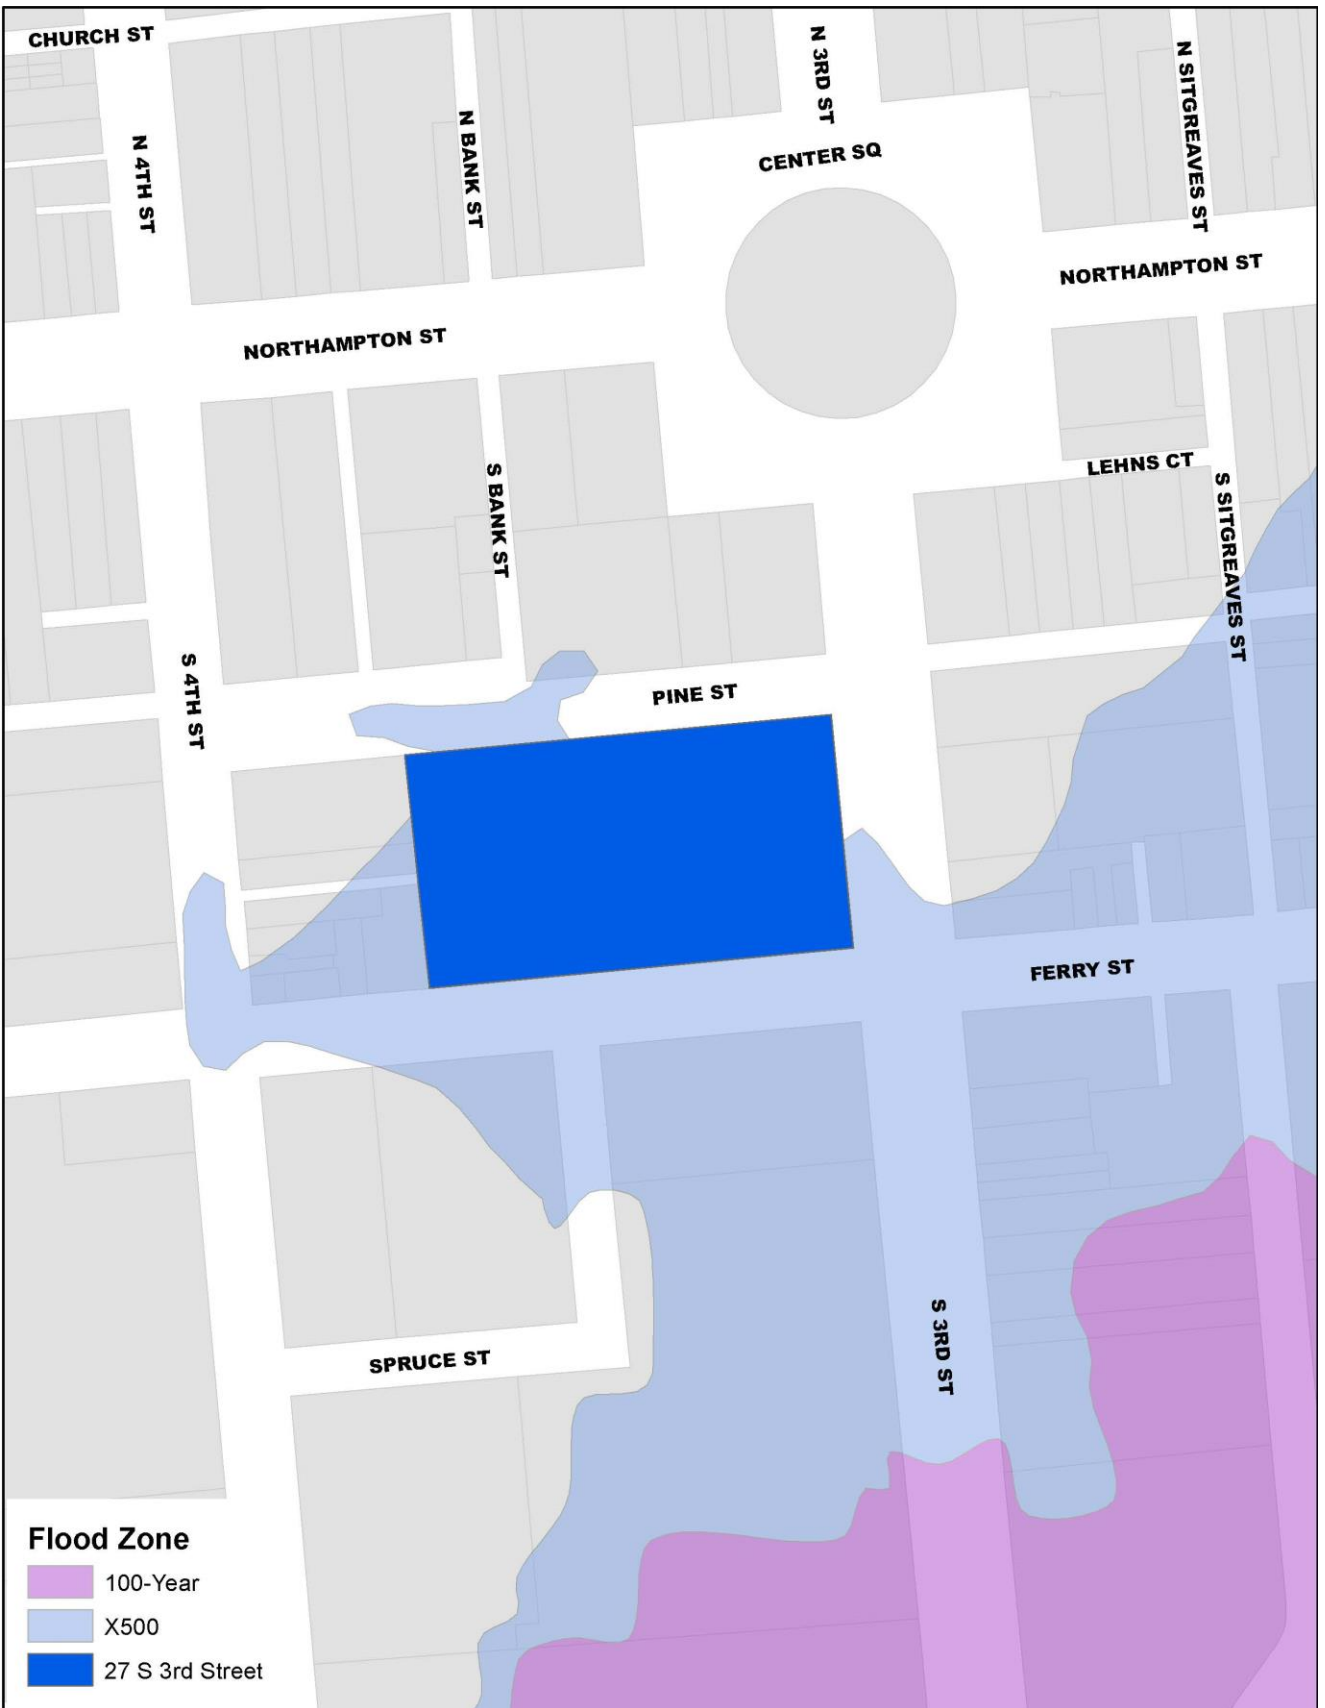 CHURCH ST
N 4TH ST
N BANK ST
N 3RD ST
CENTER SQ
N SITGREAVES ST
NORTHAMPTON ST
NORTHAMPTON ST
LEHNS CT
S BANK ST
S SITGREAVES ST
S 4TH ST
PINE ST
FERRY ST
S 3RD ST
SPRUCE ST
Flood Zone
100-Year
X500
27 S 3rd Street